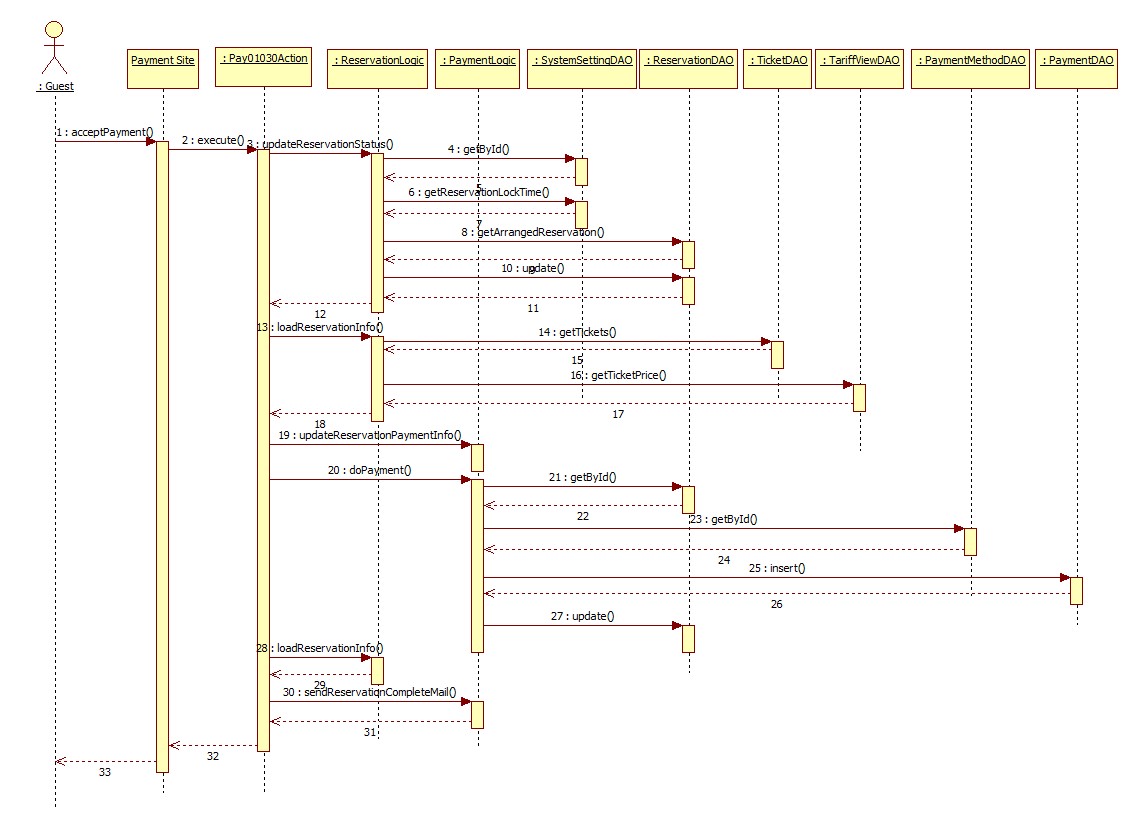 : Guest
Payment Site
: Pay01030Action
: ReservationLogic
: PaymentLogic
: SystemSettingDAO
: ReservationDAO
: TicketDAO
: TariffViewDAO
: PaymentMethodDAO
: PaymentDAO
1 : acceptPayment()
2 : execute()
3 : updateReservationStatus()
4 : getById()
5
6 : getReservationLockTime()
7
8 : getArrangedReservation()
9
10 : update()
11
12
13 : loadReservationInfo()
14 : getTickets()
15
16 : getTicketPrice()
17
18
19 : updateReservationPaymentInfo()
20 : doPayment()
21 : getById()
22
23 : getById()
24
25 : insert()
26
27 : update()
28 : loadReservationInfo()
29
30 : sendReservationCompleteMail()
31
32
33